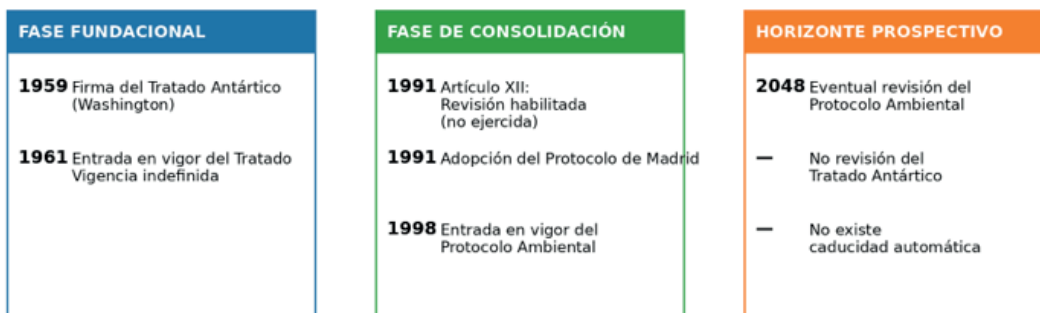 FASE FUNDACIONAL
1959 Firma del Tratado Antártico
(Washington)
1961 Entrada en vigor del Tratado
Vigencia indefinida
FASE DE CONSOLIDACIÓN
1991 Artículo XII:
Revisión habilitada
(no ejercida)
1991 Adopción del Protocolo de Madrid
1998 Entrada en vigor del
Protocolo Ambiental
HORIZONTE PROSPECTIVO
2048 Eventual revisión del
Protocolo Ambiental
— No revisión del
Tratado Antártico
— No existe
caducidad automática